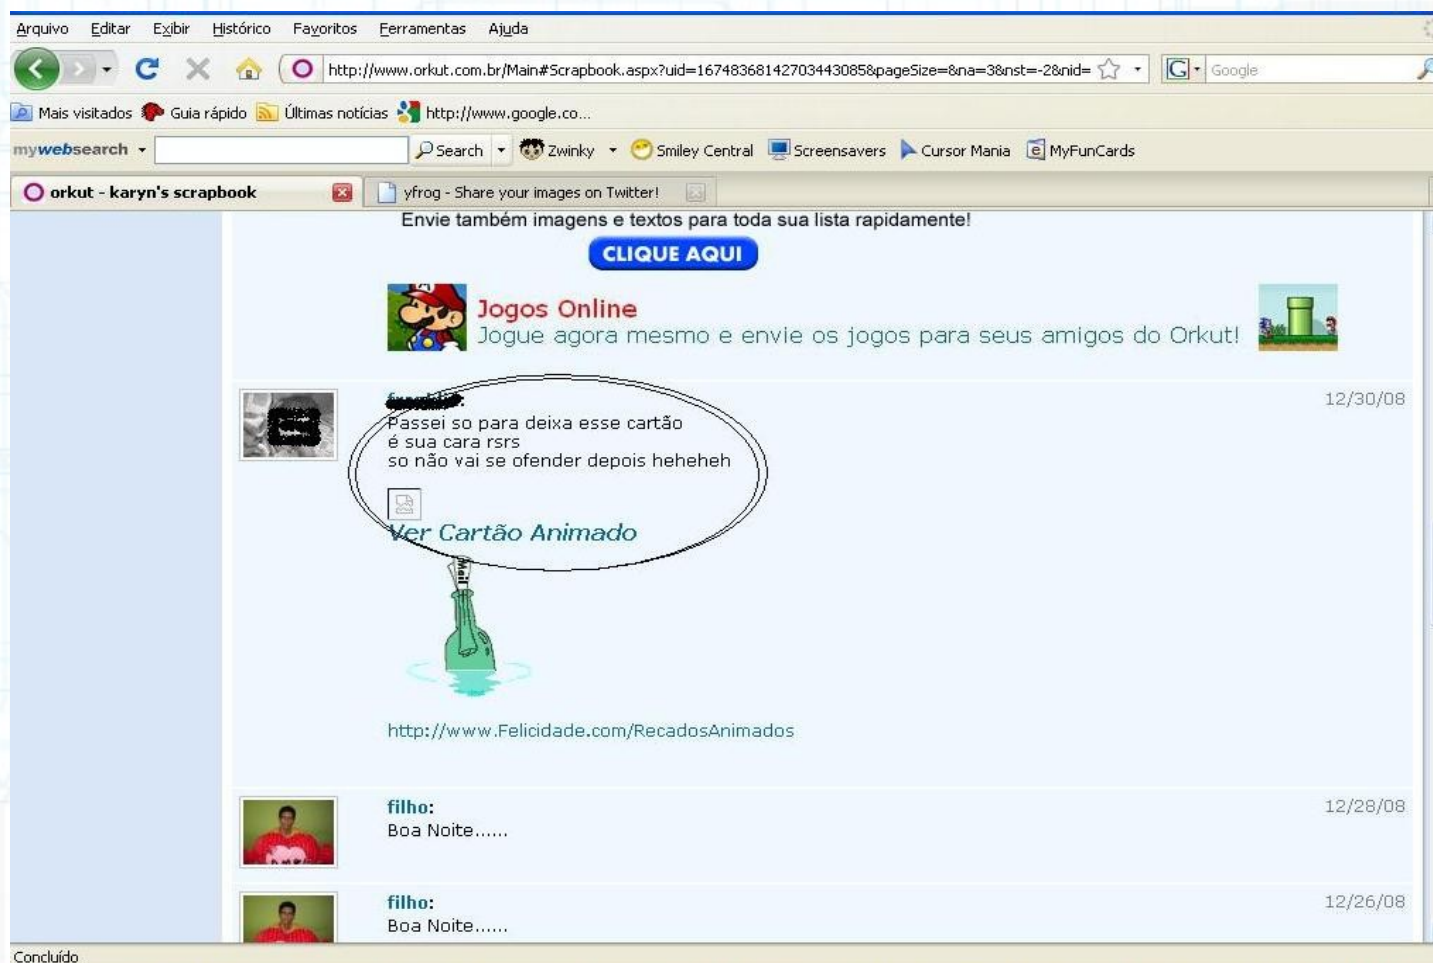 Arquivo Editar Exibir Histórico Favoritos Ferramentas Ajuda
http://www.orkut.com.br/Main#Scrapbook.aspx?uid=16748368142703443085&pageSize=&na=3&nst=-2&nid= G Google
Mais visitados Guia rápido Últimas notícias http://www.google.co...
mywebsearch Search Zwinky Smiley Central Screensavers Cursor Mania MyFunCards
orkut - karyn's scrapbook yfrog - Share your images on Twitter!
Envie também imagens e textos para toda sua lista rapidamente!
CLIQUE AQUI
Jogos Online
Jogue agora mesmo e envie os jogos para seus amigos do Orkut!
12/30/08
Passei so para deixa esse cartão
é sua cara rsrs
so não vai se ofender depois heheheh
Ver Cartão Animado
Mail
http://www.Felicidade.com/RecadosAnimados
filho: 12/28/08
Boa Noite......
filho: 12/26/08
Boa Noite......
Concluído